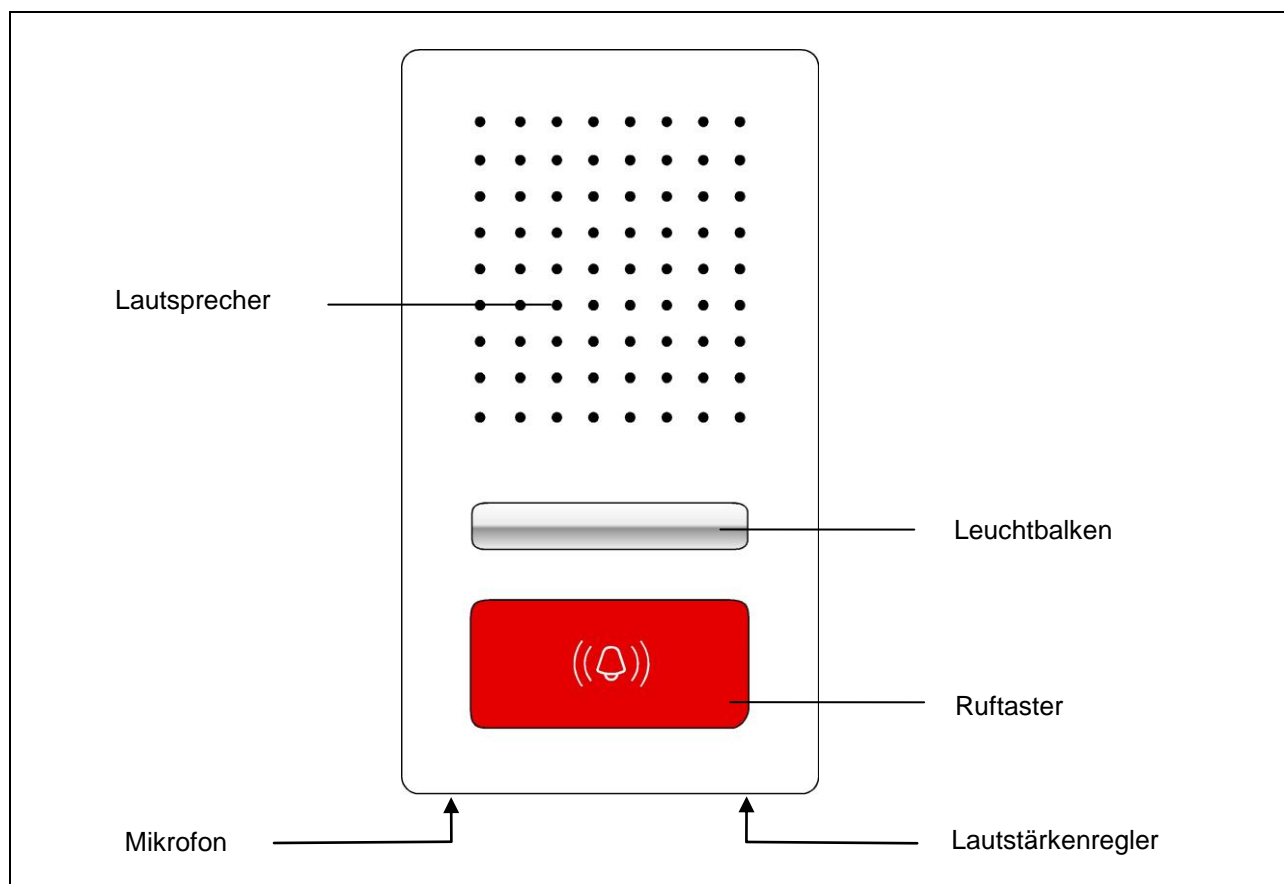 Lautsprecher
Leuchtbalken
Ruftaster
Mikrofon
Lautstärkenregler